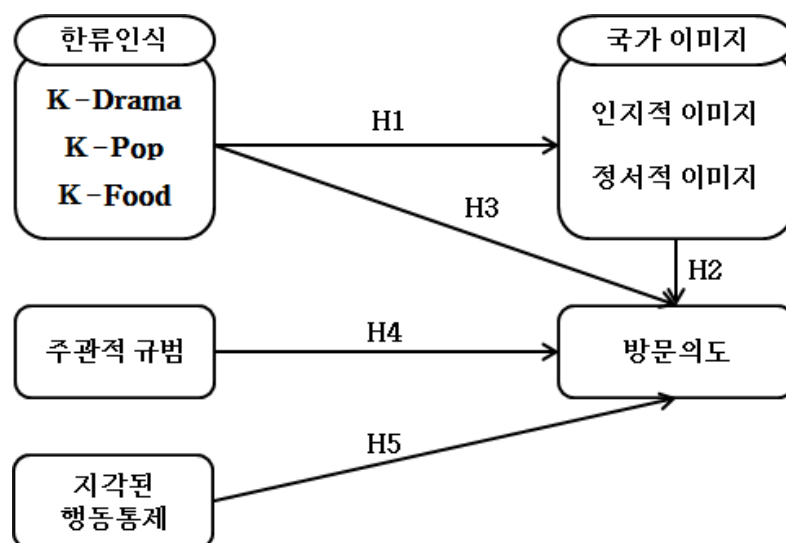 한류인식
K-Drama
K-Pop
K-Food
H1
국가 이미지
인지적 이미지
정서적 이미지
H3
H2
주관적 규범
H4
방문의도
지각된
행동통제
H5